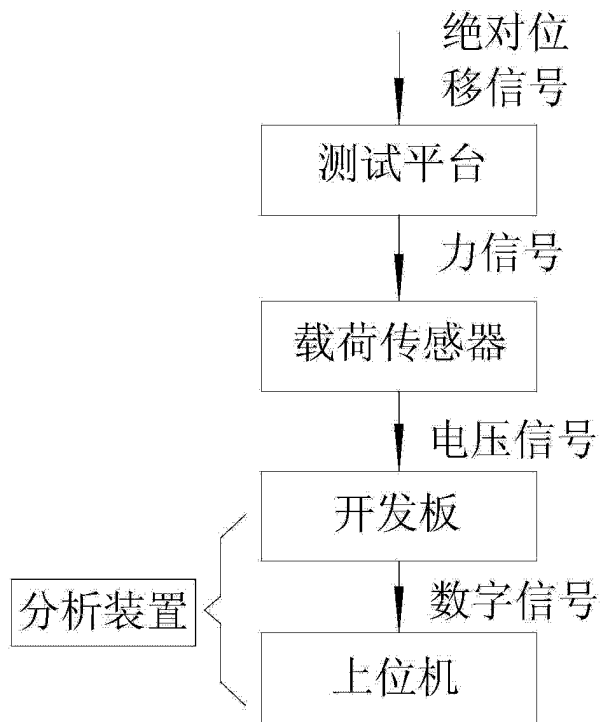 绝对位
移信号
测试平台
力信号
载荷传感器
电压信号
开发板
数字信号
分析装置
上位机